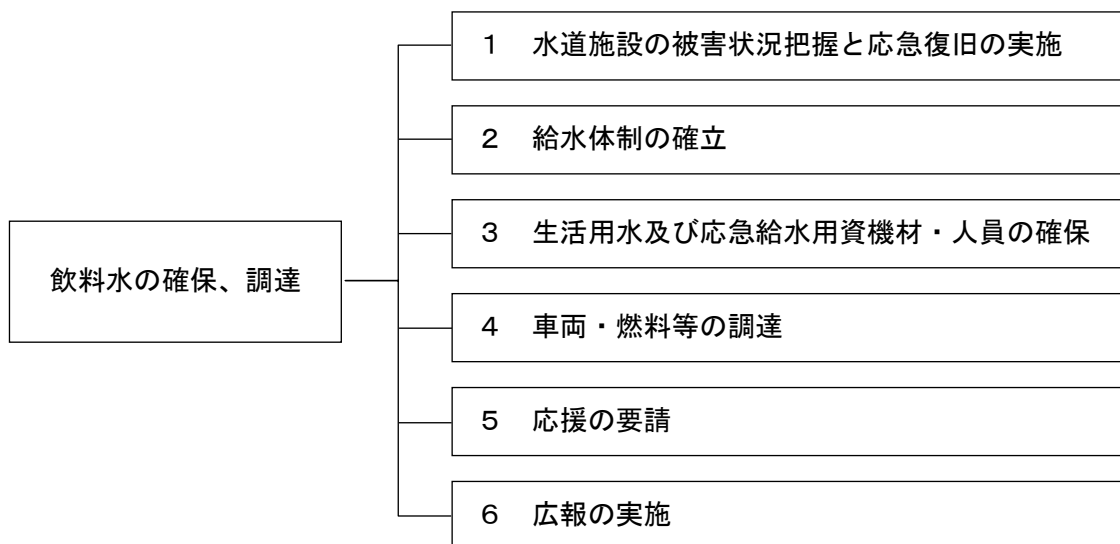 飲料水の確保、調達
１　水道施設の被害状況把握と応急復旧の実施
２　給水体制の確立
３　生活用水及び応急給水用資機材・人員の確保
４　車両・燃料等の調達
５　応援の要請
６　広報の実施